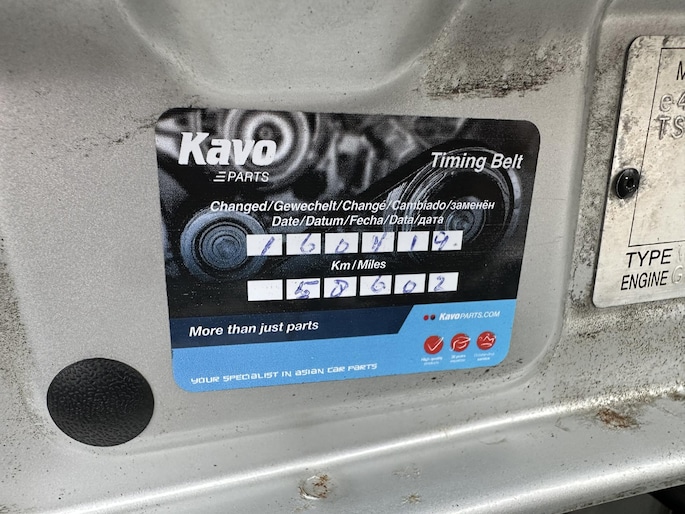 Kavo
PARTS
Timing Belt
Changed/Gewechelt/Changé/Cambiado/заменён
Date/Datum/Fecha/Data/дата
160419
Km/Miles
58602
More than just parts
KAVOPARTS.COM
YOUR SPECIALIST IN ASIAN CAR PARTS
TYPE
ENGINE